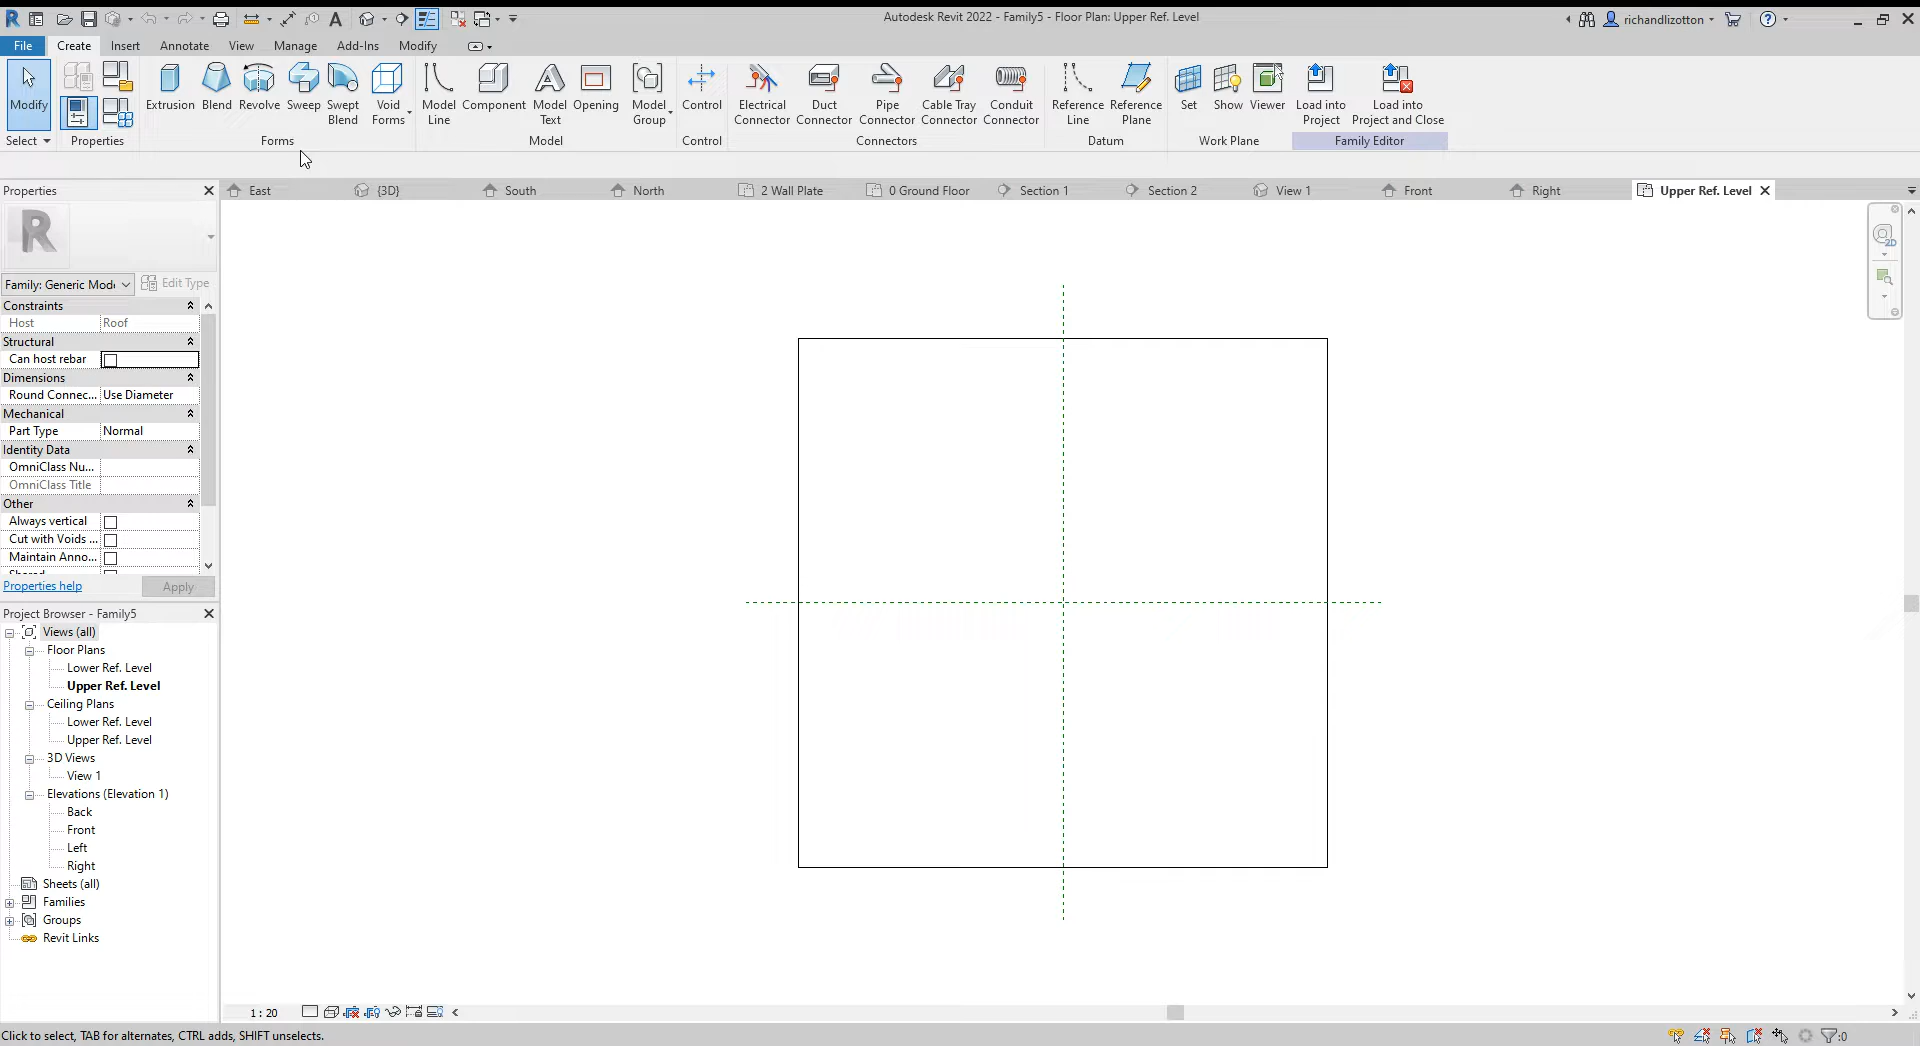 Autodesk Revit 2022 - Family5 - Floor Plan: Upper Ref. Level
richandlizotton
File Create Insert Annotate View Manage Add-Ins Modify
Modify
Extrusion Blend Revolve Sweep Swept Blend Void Forms
Model Line Component Model Text Opening Model Group
Control
Electrical Connector Duct Connector Pipe Connector Cable Tray Connector Conduit Connector
Reference Line Reference Plane
Set Show Viewer
Load into Project Load into Project and Close
Select Properties Forms Model Control Connectors Datum Work Plane Family Editor
Properties
East {3D} South North 2 Wall Plate 0 Ground Floor Section 1 Section 2 View 1 Front Right Upper Ref. Level
R
2D
Family: Generic Mode Edit Type
Constraints
Host Roof
Structural
Can host rebar
Dimensions
Round Connec... Use Diameter
Mechanical
Part Type Normal
Identity Data
OmniClass Nu...
OmniClass Title
Other
Always vertical
Cut with Voids ...
Maintain Anno...
Properties help Apply
Project Browser - Family5
Views (all)
Floor Plans
Lower Ref. Level
Upper Ref. Level
Ceiling Plans
Lower Ref. Level
Upper Ref. Level
3D Views
View 1
Elevations (Elevation 1)
Back
Front
Left
Right
Sheets (all)
Families
Groups
Revit Links
1 : 20
Click to select, TAB for alternates, CTRL adds, SHIFT unselects.
:0